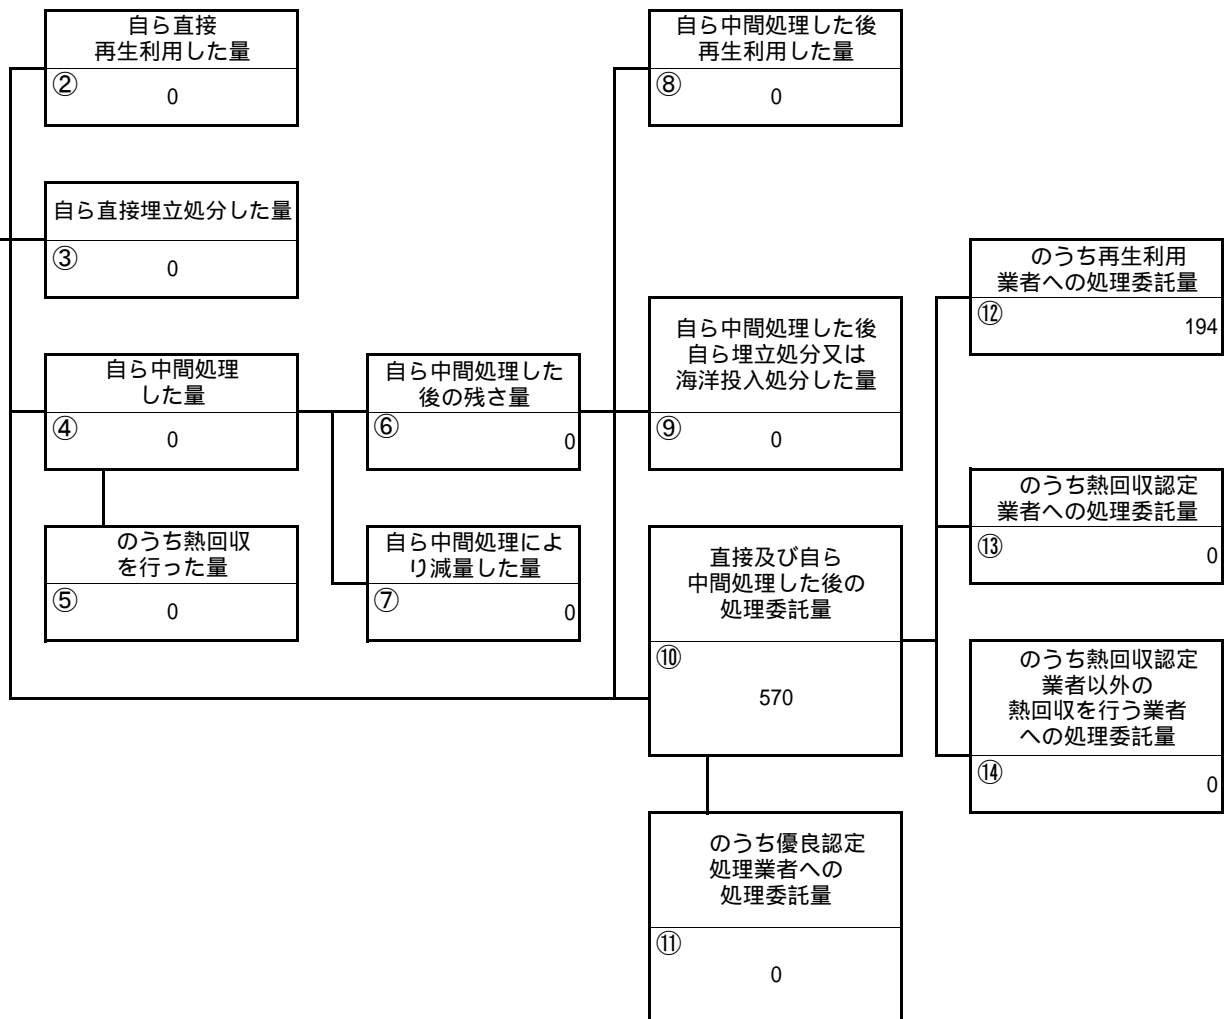 自ら直接
再生利用した量
②
0
自ら中間処理した後
再生利用した量
⑧
0
自ら直接埋立処分した量
③
0
のうち再生利用
業者への処理委託量
⑫
194
自ら中間処理した後
自ら埋立処分又は
海洋投入処分した量
⑨
0
自ら中間処理
した量
④
0
自ら中間処理した
後の残さ量
⑥
0
のうち熱回収認定
業者への処理委託量
⑬
0
のうち熱回収
を行った量
⑤
0
自ら中間処理によ
り減量した量
⑦
0
直接及び自ら
中間処理した後の
処理委託量
⑩
570
のうち熱回収認定
業者以外の
熱回収を行う業者
への処理委託量
⑭
0
のうち優良認定
処理業者への
処理委託量
⑪
0